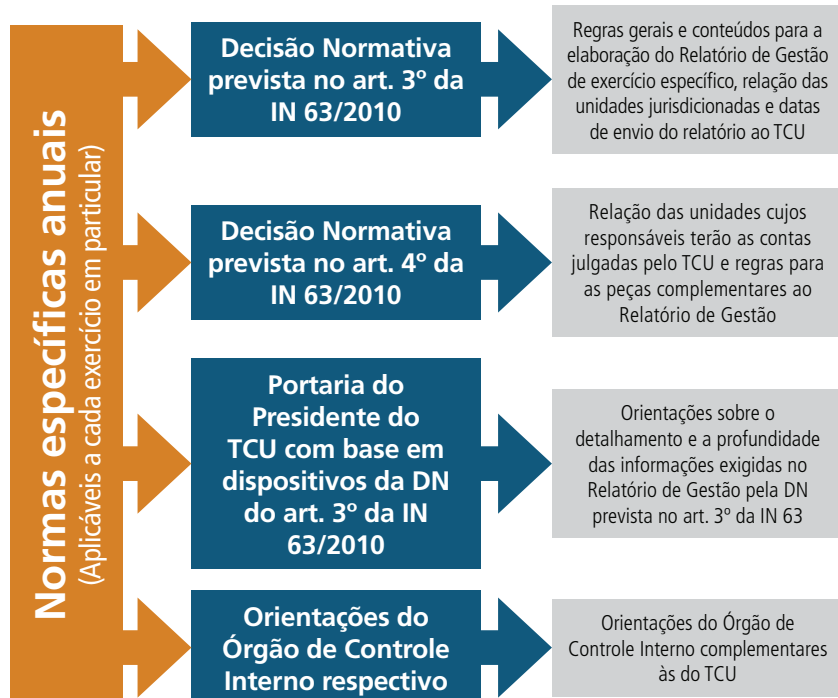 Normas específicas anuais
(Aplicáveis a cada exercício em particular)
Decisão Normativa
prevista no art. 3º da
IN 63/2010
Regras gerais e conteúdos para a
elaboração do Relatório de Gestão
de exercício específico, relação das
unidades jurisdicionadas e datas
de envio do relatório ao TCU
Decisão Normativa
prevista no art. 4º da
IN 63/2010
Relação das unidades cujos
responsáveis terão as contas
julgadas pelo TCU e regras para
as peças complementares ao
Relatório de Gestão
Portaria do
Presidente do
TCU com base em
dispositivos da DN
do art. 3º da IN
63/2010
Orientações sobre o
detalhamento e a profundidade
das informações exigidas no
Relatório de Gestão pela DN
prevista no art. 3º da IN 63
Orientações do
Órgão de Controle
Interno respectivo
Orientações do Órgão de
Controle Interno complementares
às do TCU